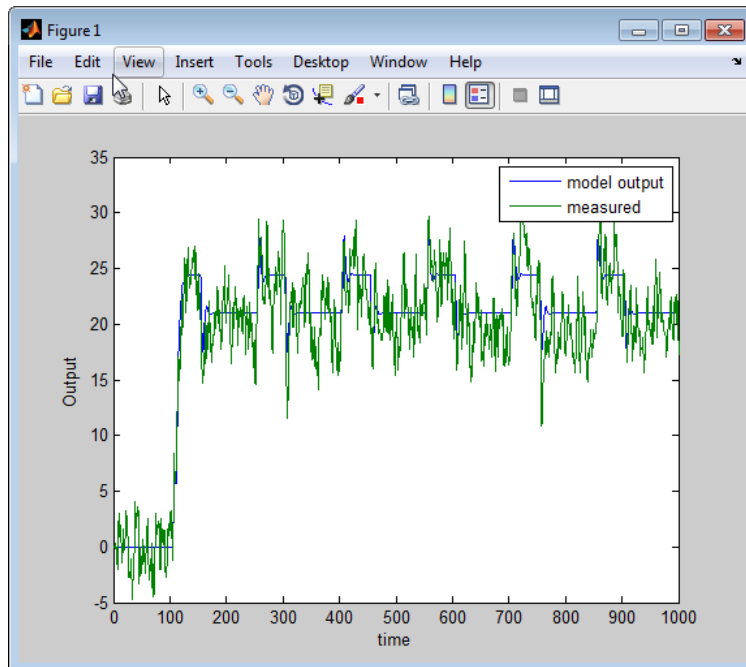 Figure 1
File Edit View Insert Tools Desktop Window Help
model output
measured
35
30
25
20
15
10
5
0
-5
Output
0 100 200 300 400 500 600 700 800 900 1000
time